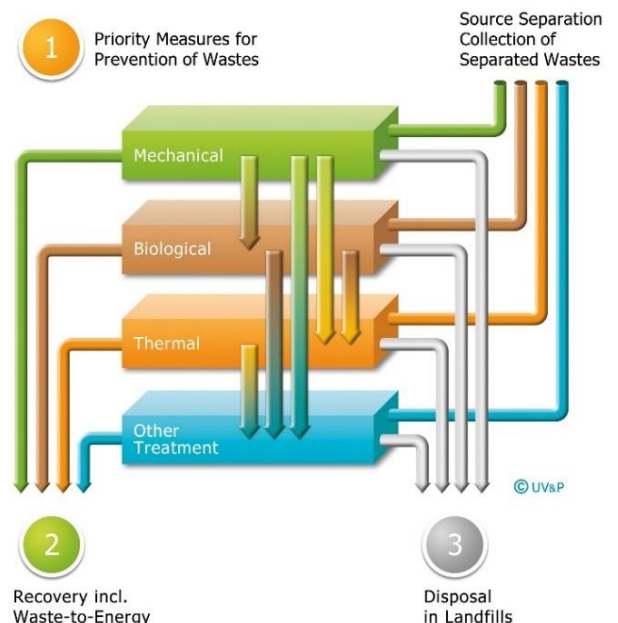 1
Priority Measures for
Prevention of Wastes
Source Separation
Collection of
Separated Wastes
Mechanical
Biological
Thermal
Other
Treatment
© UV&P
2
Recovery incl.
Waste-to-Energy
3
Disposal
in Landfills